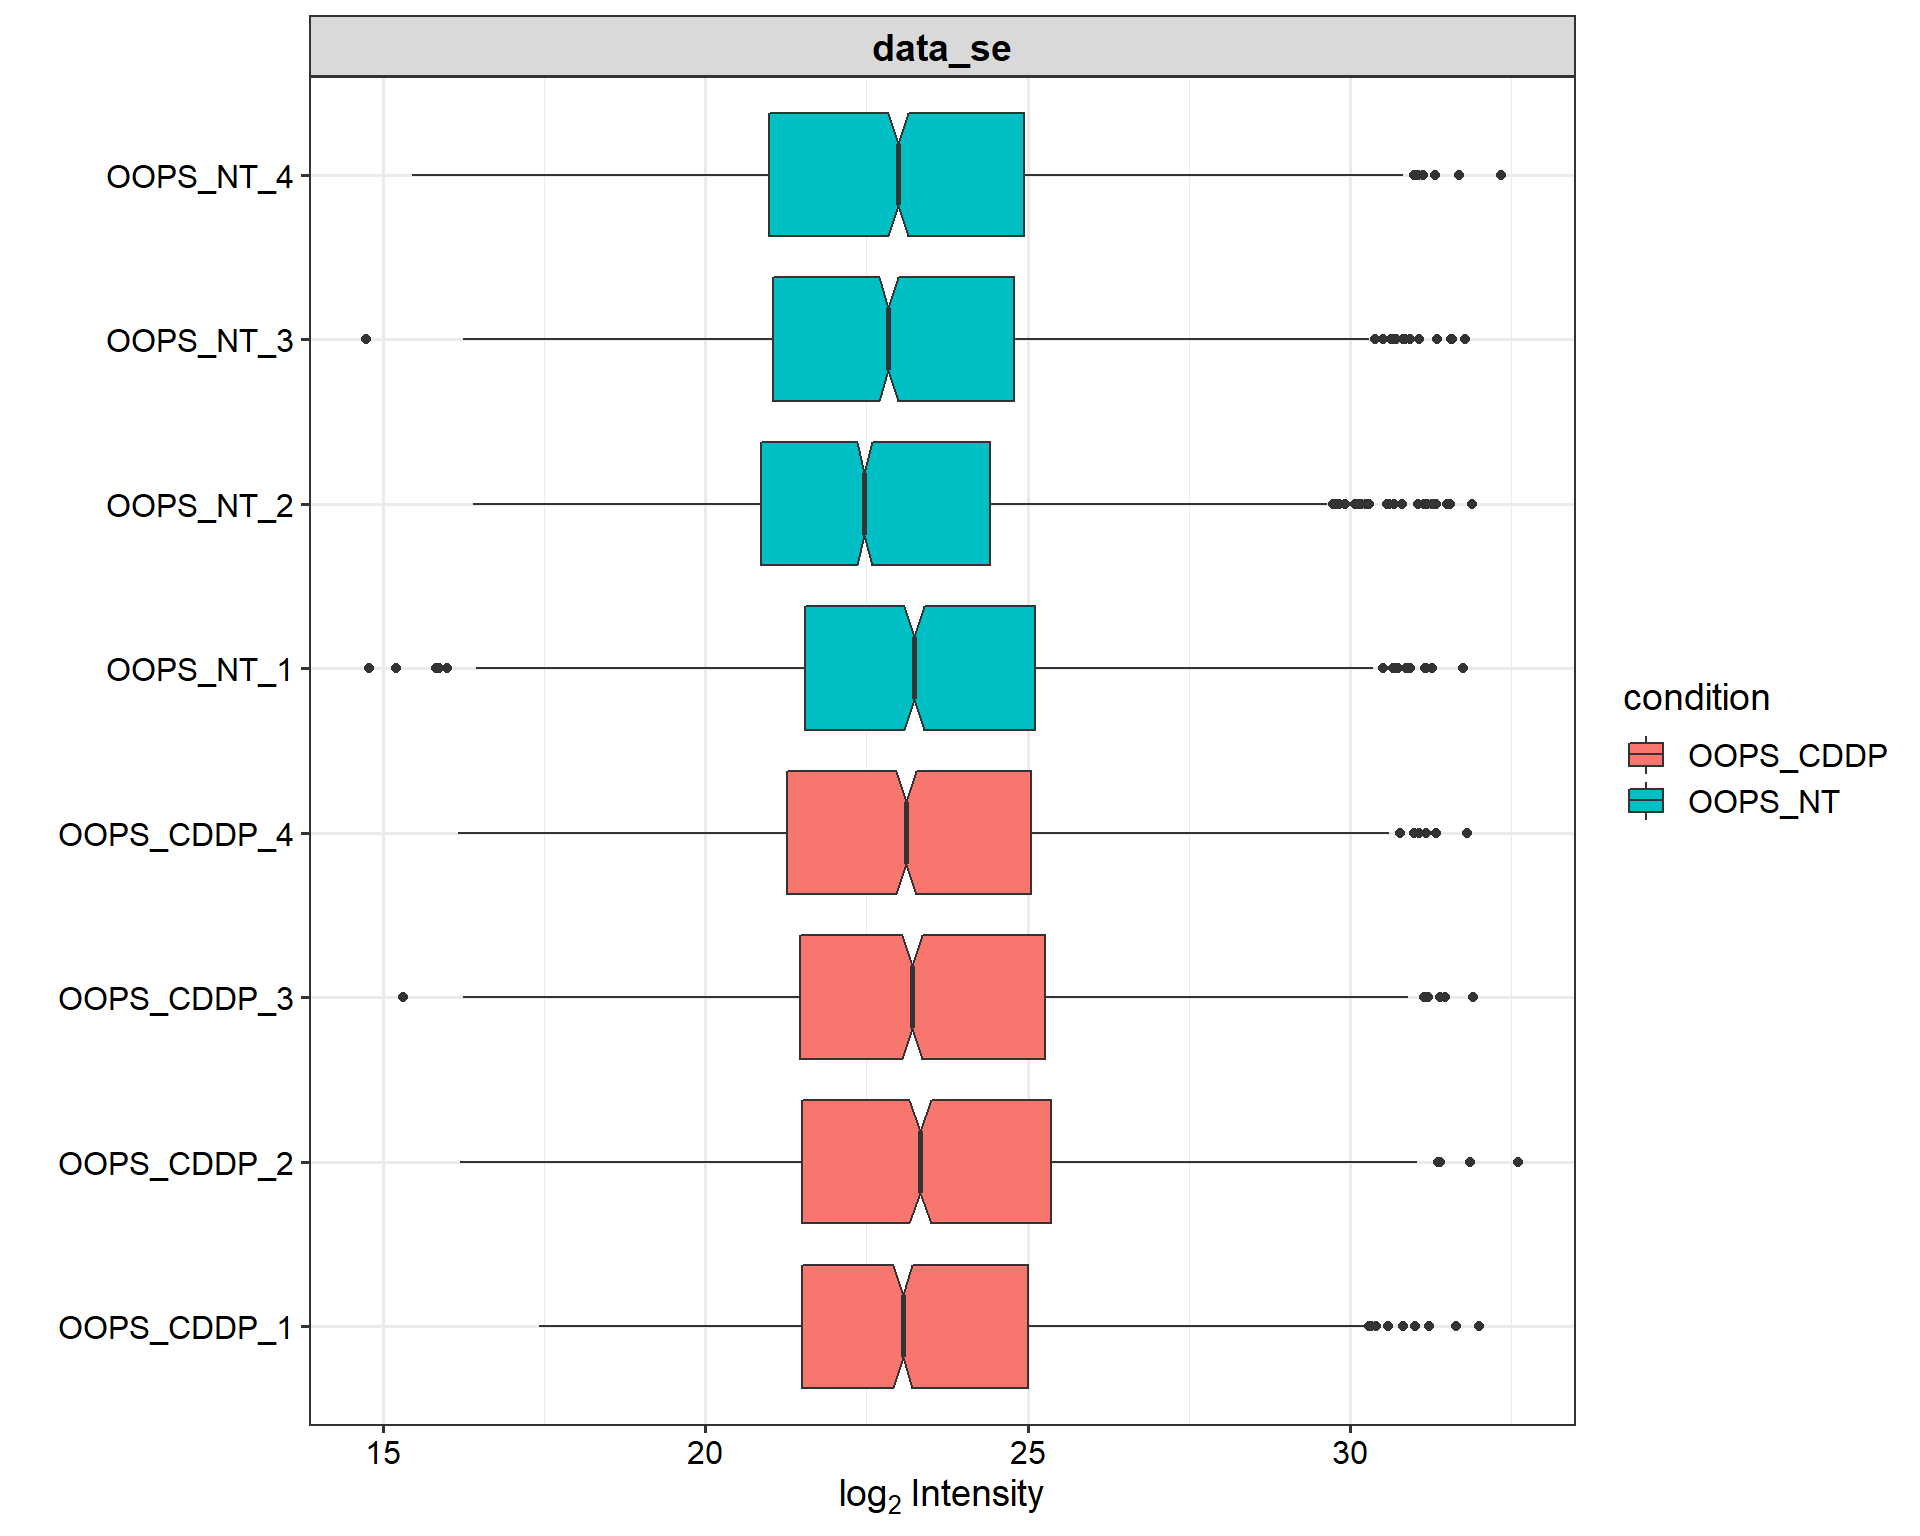 data_se
OOPS_NT_4
OOPS_NT_3
OOPS_NT_2
OOPS_NT_1
OOPS_CDDP_4
OOPS_CDDP_3
OOPS_CDDP_2
OOPS_CDDP_1
15 20 25 30
log₂ Intensity
condition
OOPS_CDDP
OOPS_NT